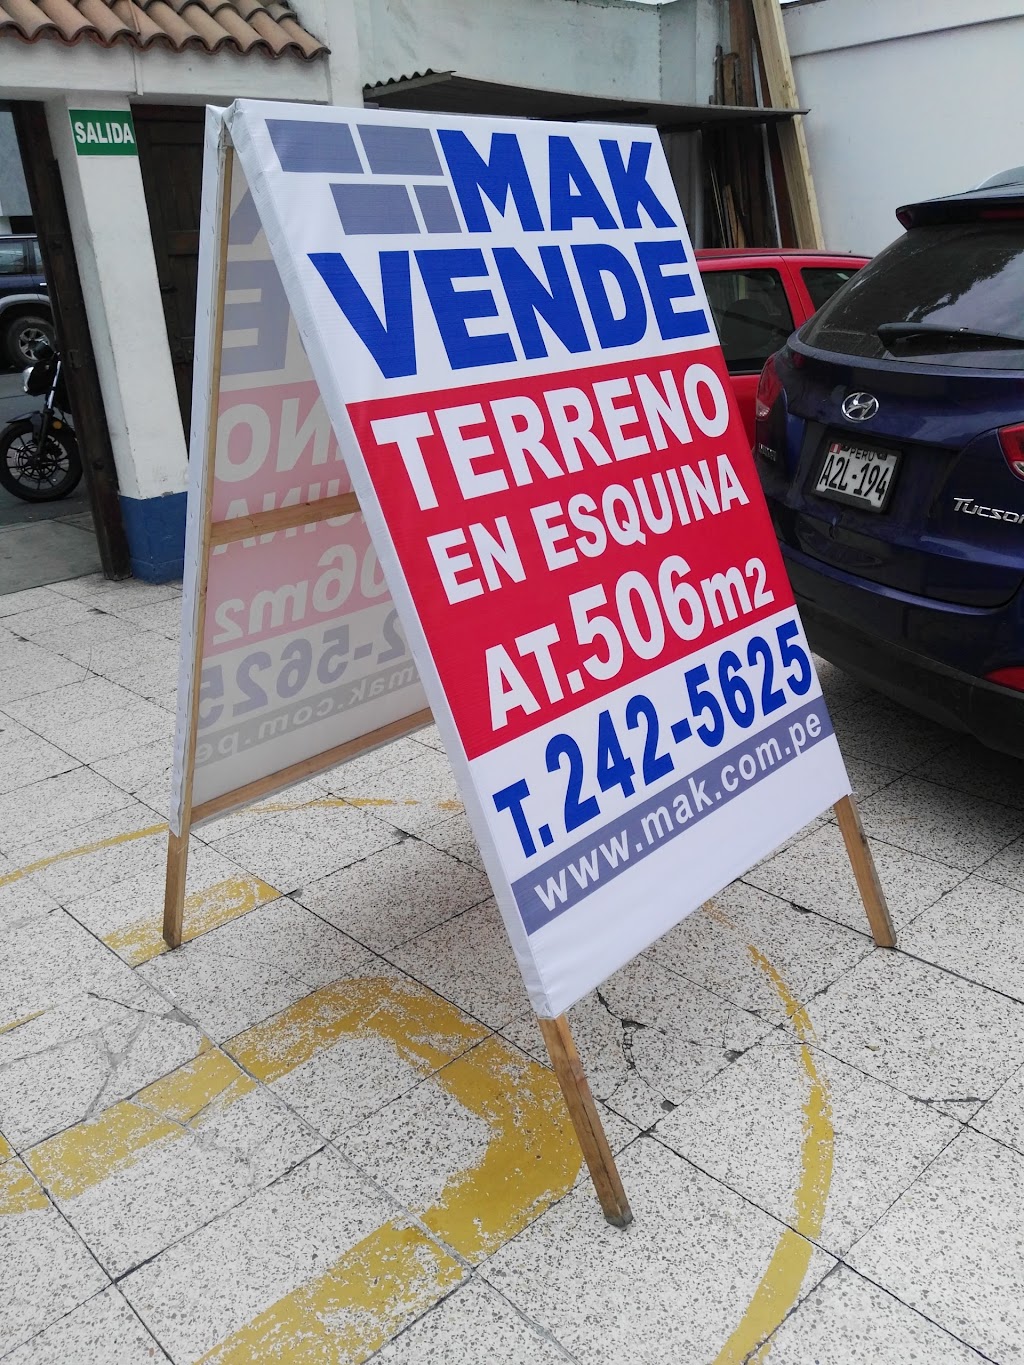 SALIDA
MAK
VENDE
TERRENO
EN ESQUINA
AT. 506m2
T. 242-5625
www.mak.com.pe
PERU
A2L-194
Tucson